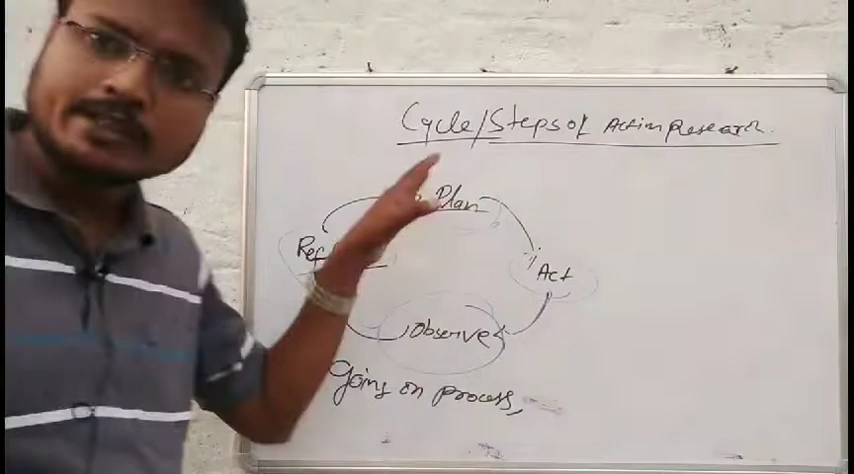 Cycle/Steps of Action Research.
Plan
Ref
Act
Observe
Going on process,